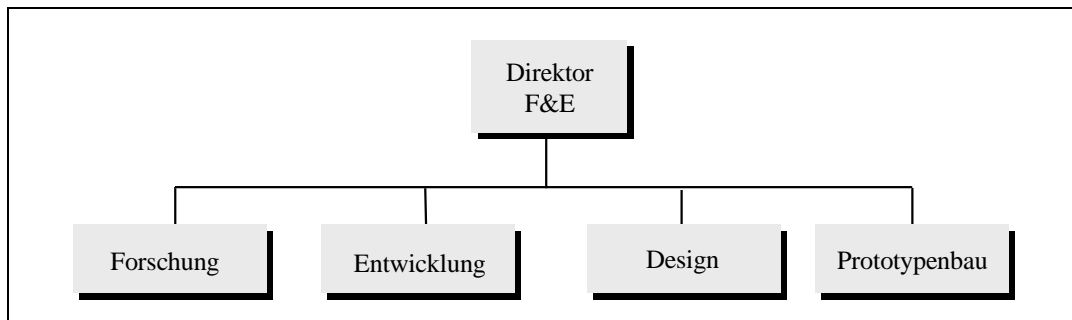 Direktor
F&E
Forschung
Entwicklung
Design
Prototypenbau